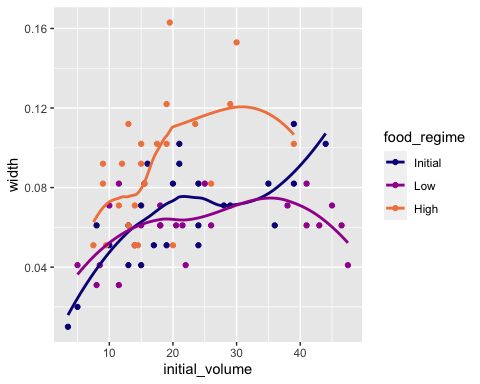 0.16
0.12
0.08
0.04
width
10 20 30 40
initial_volume
food_regime
Initial
Low
High